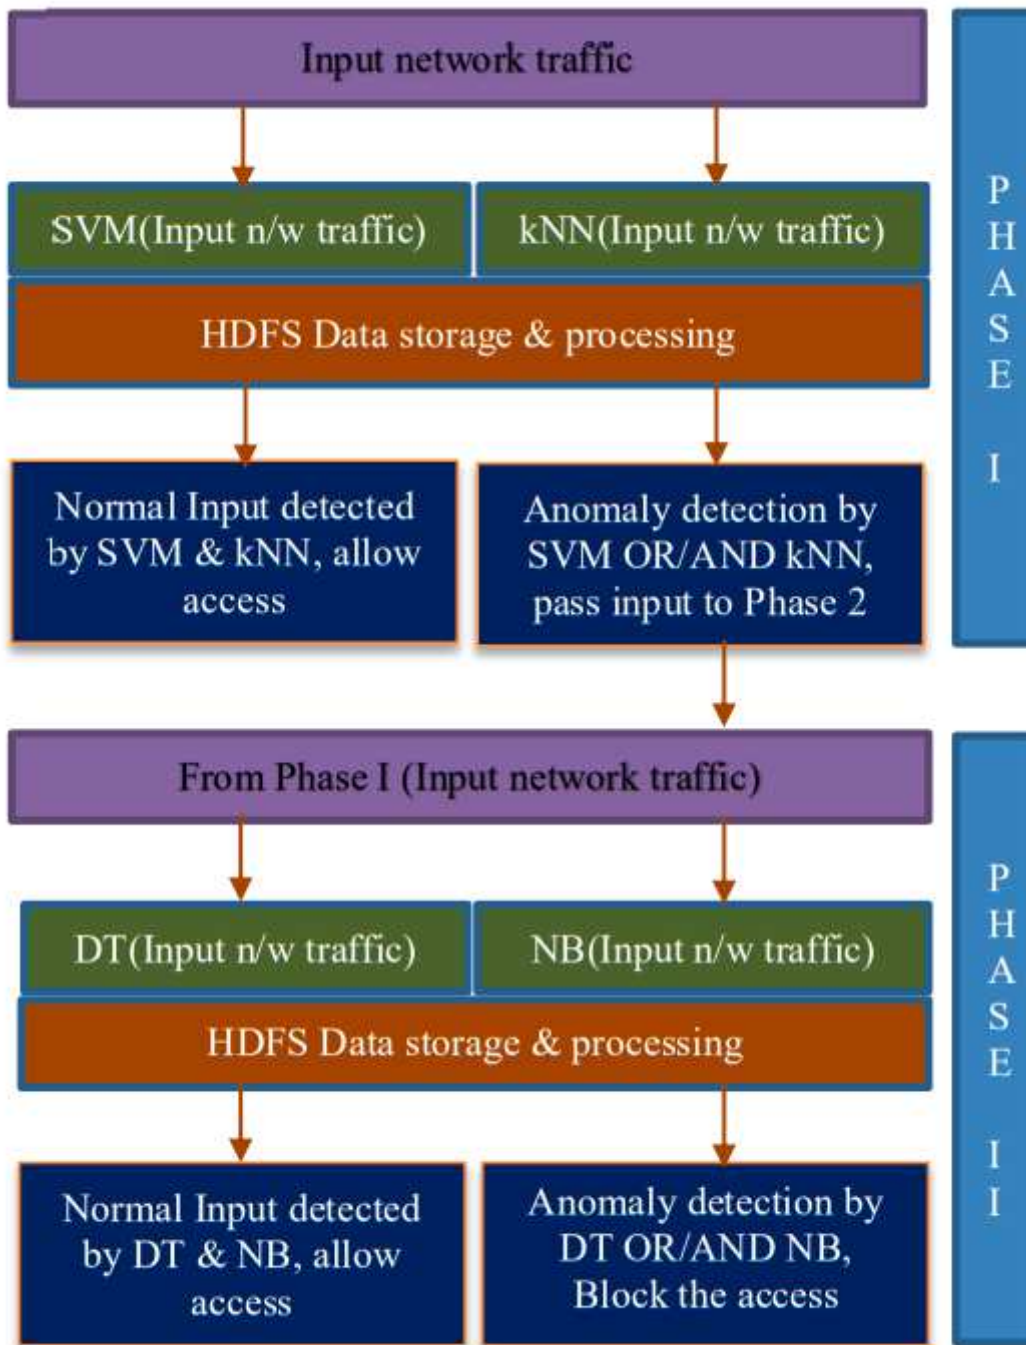 Input network traffic
SVM(Input n/w traffic)
kNN(Input n/w traffic)
HDFS Data storage & processing
Normal Input detected
by SVM & kNN, allow
access
Anomaly detection by
SVM OR/AND kNN,
pass input to Phase 2
P
H
A
S
E
I
From Phase I (Input network traffic)
DT(Input n/w traffic)
NB(Input n/w traffic)
HDFS Data storage & processing
Normal Input detected
by DT & NB, allow
access
Anomaly detection by
DT OR/AND NB,
Block the access
P
H
A
S
E
I
I